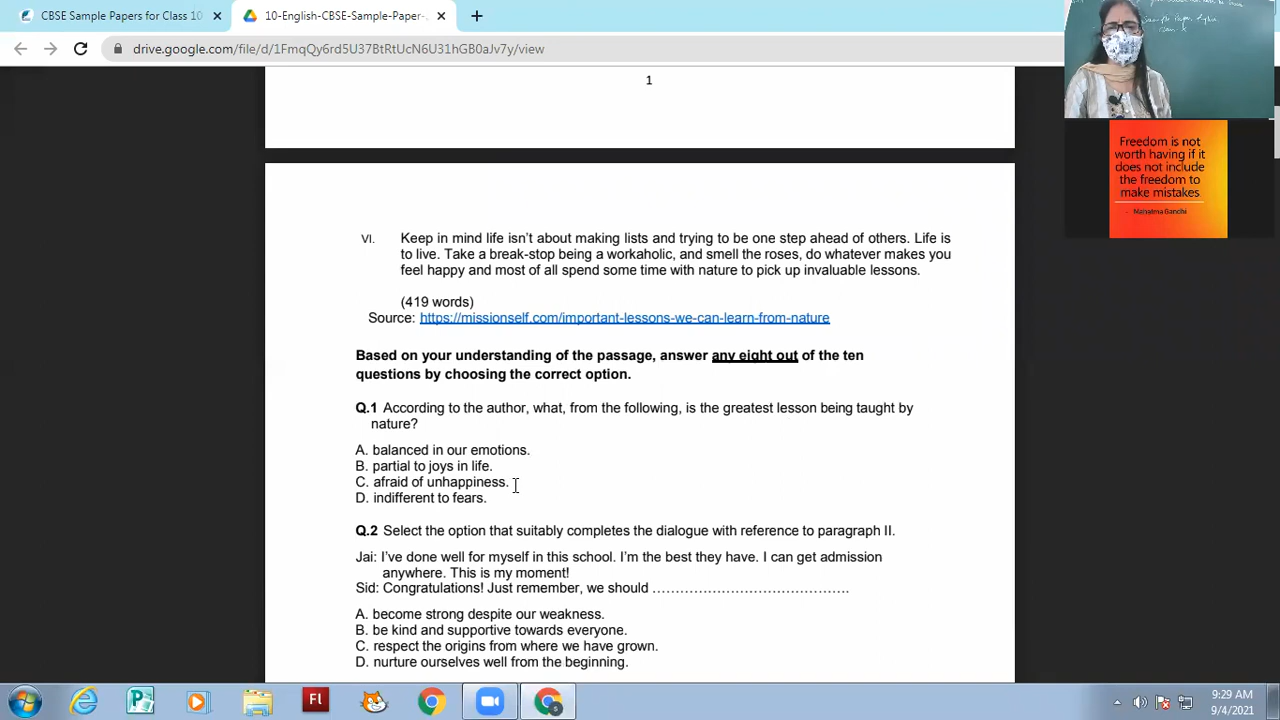 CBSE Sample Papers for Class 10
10-English-CBSE-Sample-Paper-
drive.google.com/file/d/1FmqQy6rd5U37BtRtUcN6U31hGB0aJv7y/view
1
VI. Keep in mind life isn't about making lists and trying to be one step ahead of others. Life is
to live. Take a break-stop being a workaholic, and smell the roses, do whatever makes you
feel happy and most of all spend some time with nature to pick up invaluable lessons.
(419 words)
Source: https://missionself.com/important-lessons-we-can-learn-from-nature
Based on your understanding of the passage, answer any eight out of the ten
questions by choosing the correct option.
Q.1 According to the author, what, from the following, is the greatest lesson being taught by
nature?
A. balanced in our emotions.
B. partial to joys in life.
C. afraid of unhappiness.
D. indifferent to fears.
Q.2 Select the option that suitably completes the dialogue with reference to paragraph II.
Jai: I've done well for myself in this school. I'm the best they have. I can get admission
anywhere. This is my moment!
Sid: Congratulations! Just remember, we should …………………………………….
A. become strong despite our weakness.
B. be kind and supportive towards everyone.
C. respect the origins from where we have grown.
D. nurture ourselves well from the beginning.
Freedom is not
worth having if it
does not include
the freedom to
make mistakes
- Mahatma Gandhi
Fl
9:29 AM
9/4/2021